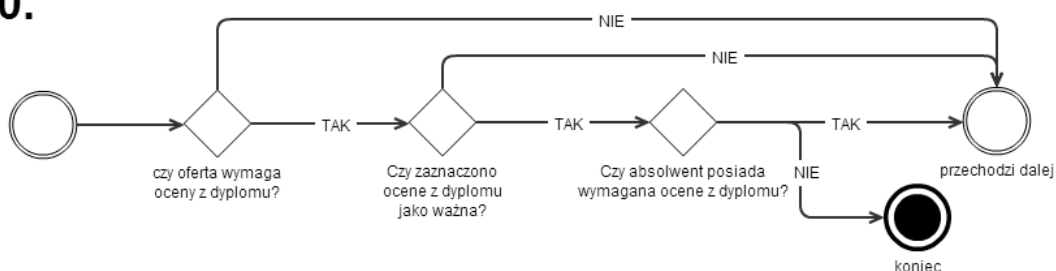 0.
NIE
NIE
TAK
TAK
TAK
czy oferta wymaga
oceny z dyplomu?
Czy zaznaczono
ocene z dyplomu
jako ważna?
Czy absolwent posiada
wymagana ocene z dyplomu?
NIE
przechodzi dalej
koniec